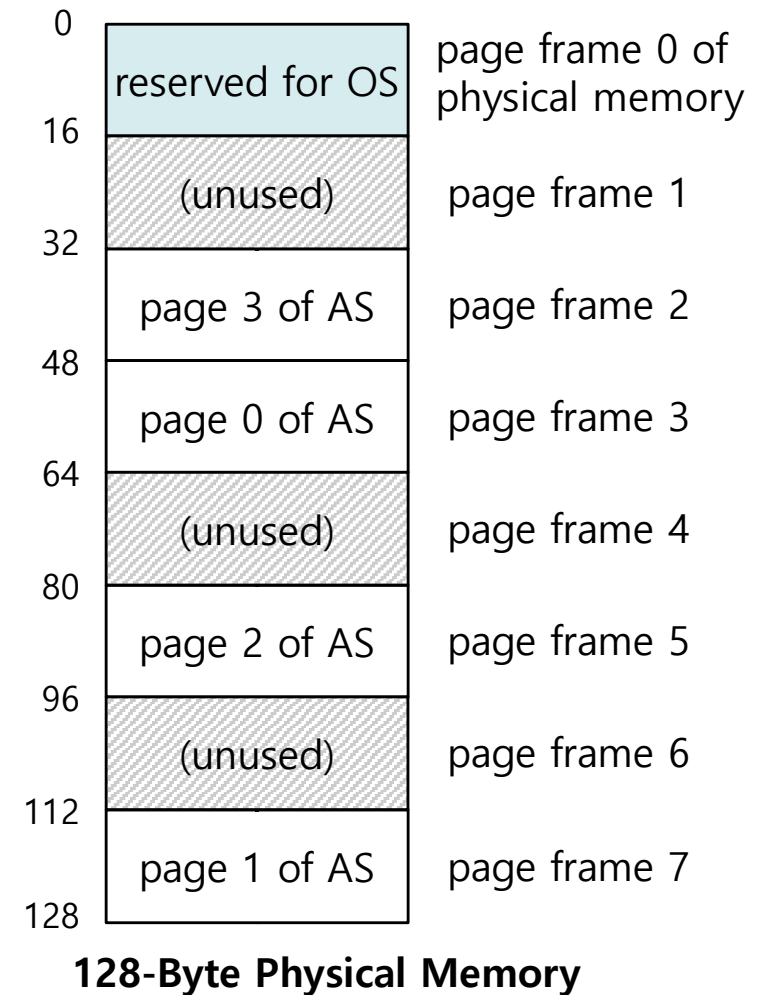 0
reserved for OS
page frame 0 of
physical memory
16
(unused)
page frame 1
32
page 3 of AS
page frame 2
48
page 0 of AS
page frame 3
64
(unused)
page frame 4
80
page 2 of AS
page frame 5
96
(unused)
page frame 6
112
page 1 of AS
page frame 7
128
128-Byte Physical Memory